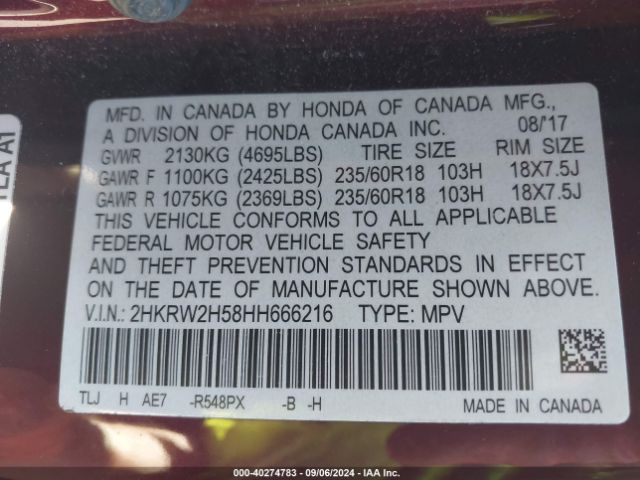 MFD. IN CANADA BY HONDA OF CANADA MFG.,
A DIVISION OF HONDA CANADA INC. 08/17
GVWR 2130KG (4695LBS) TIRE SIZE RIM SIZE
GAWR F 1100KG (2425LBS) 235/60R18 103H 18X7.5J
GAWR R 1075KG (2369LBS) 235/60R18 103H 18X7.5J
THIS VEHICLE CONFORMS TO ALL APPLICABLE
FEDERAL MOTOR VEHICLE SAFETY
AND THEFT PREVENTION STANDARDS IN EFFECT
ON THE DATE OF MANUFACTURE SHOWN ABOVE.
V.I.N.: 2HKRW2H58HH666216 TYPE: MPV
TLJ H AE7 -R548PX -B -H
MADE IN CANADA
TLA A1
000-40274783 - 09/06/2024 - IAA Inc.